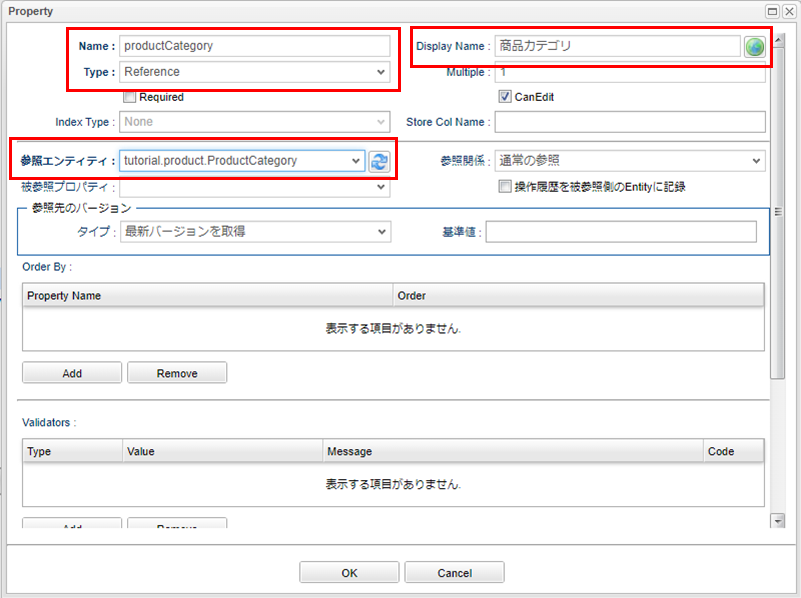 Property
Name : productCategory
Display Name : 商品カテゴリ
Type : Reference
Multiple : 1
Required
CanEdit
Index Type : None
Store Col Name :
参照エンティティ : tutorial.product.ProductCategory
参照関係 : 通常の参照
被参照プロパティ :
操作履歴を被参照側のEntityに記録
参照先のバージョン
タイプ : 最新バージョンを取得
基準値 :
Order By :
Property Name Order
表示する項目がありません.
Add Remove
Validators :
Type Value Message Code
表示する項目がありません.
Add Remove
OK Cancel